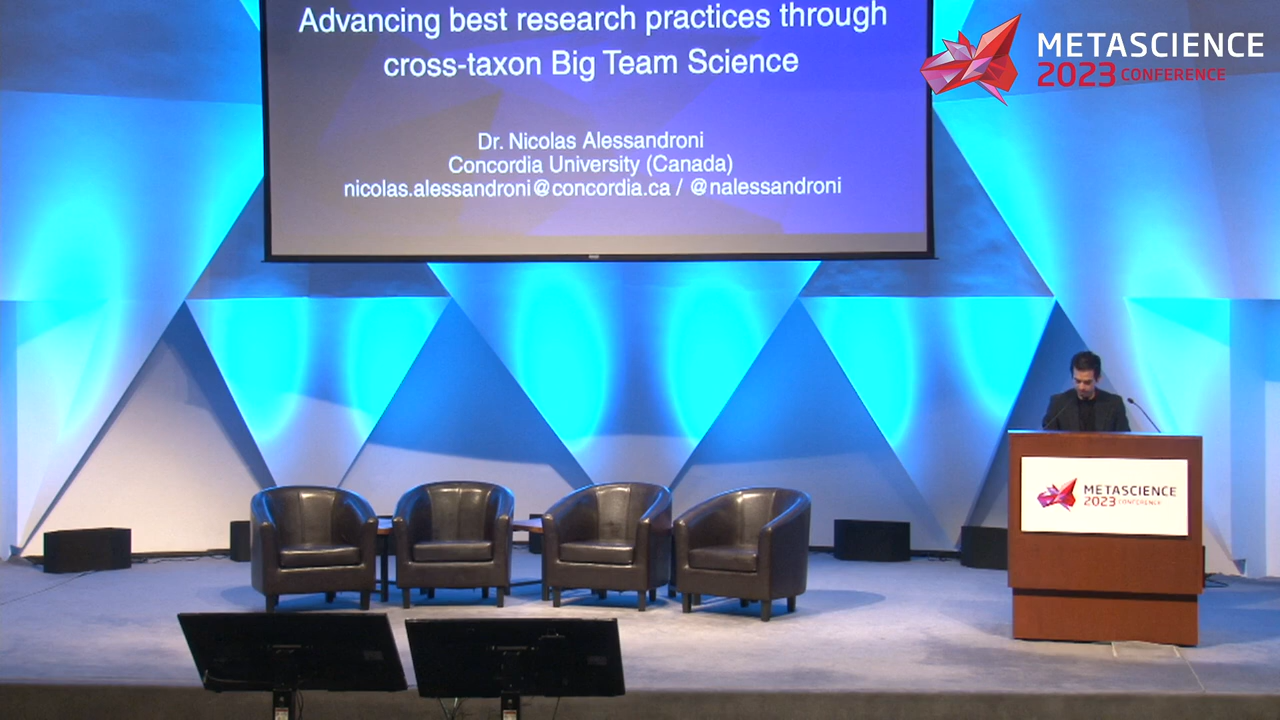 Advancing best research practices through
cross-taxon Big Team Science
Dr. Nicolas Alessandroni
Concordia University (Canada)
nicolas.alessandroni@concordia.ca / @nalessandroni
METASCIENCE
2023 CONFERENCE
METASCIENCE
2023 CONFERENCE